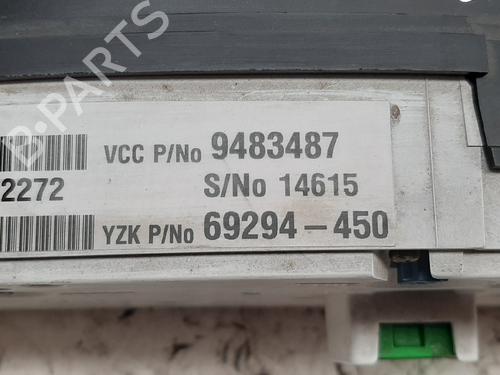 VCC P/No 9483487
2272 S/No 14615
YZK P/No 69294-450
B-PARTS